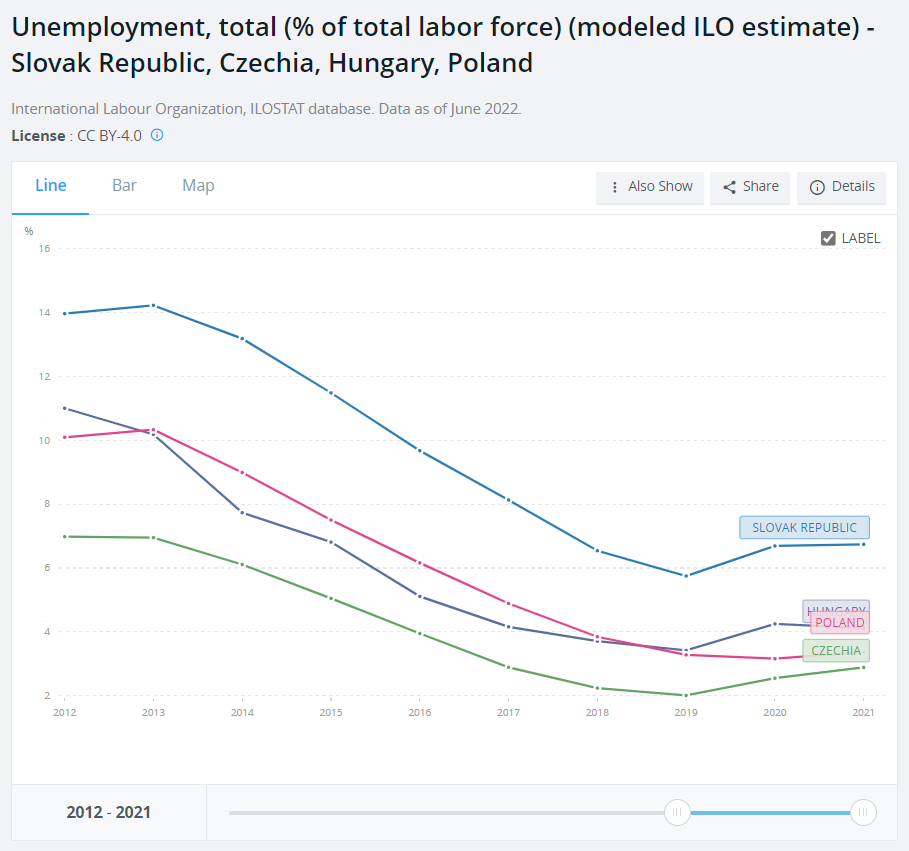 Unemployment, total (% of total labor force) (modeled ILO estimate) -
Slovak Republic, Czechia, Hungary, Poland
International Labour Organization, ILOSTAT database. Data as of June 2022.
License : CC BY-4.0
Line Bar Map Also Show Share Details
%
LABEL
16
14
12
10
8
SLOVAK REPUBLIC
6
HUNGARY
POLAND
4
CZECHIA
2
2012 2013 2014 2015 2016 2017 2018 2019 2020 2021
2012 - 2021